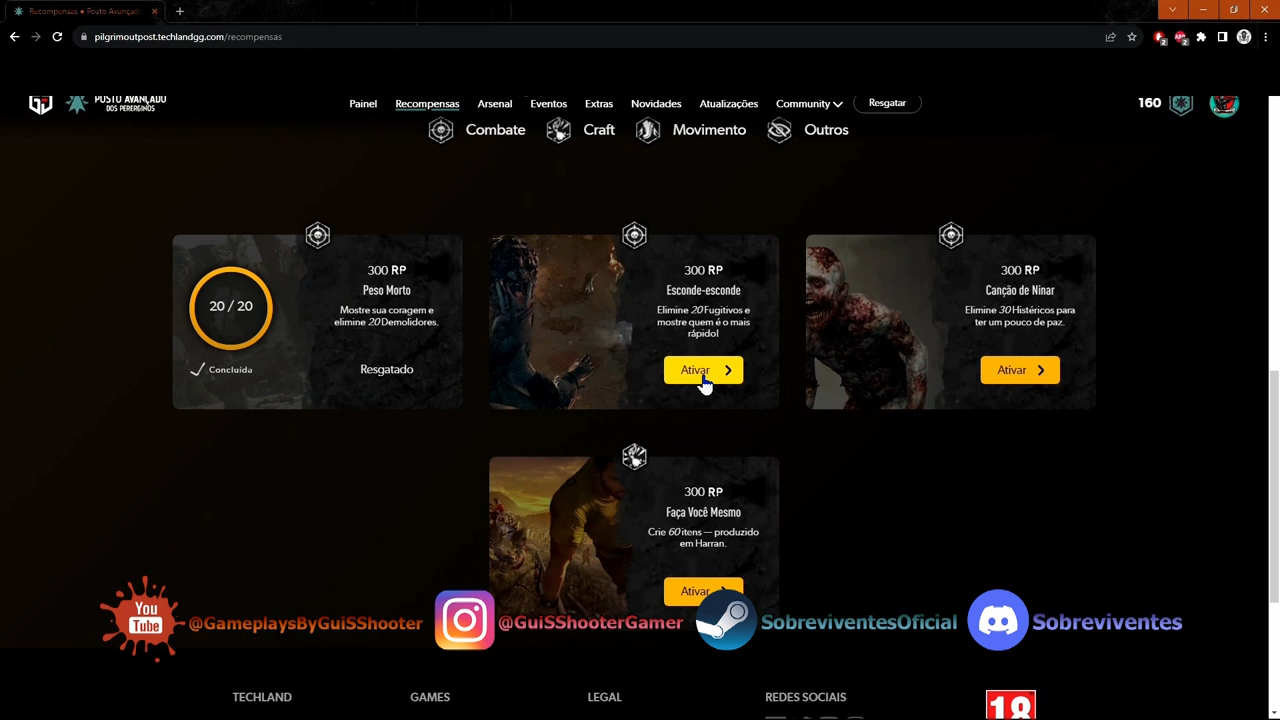 Recompensas ● Posto Avançad
pilgrimoutpost.techlandgg.com/recompensas
POSTO AVANÇADO
DOS PEREGRINOS
Painel Recompensas Arsenal Eventos Extras Novidades Atualizações Community Resgatar 160
Combate Craft Movimento Outros
20 / 20
Concluída
300 RP
Peso Morto
Mostre sua coragem e
elimine 20 Demolidores.
Resgatado
300 RP
Esconde-esconde
Elimine 20 Fugitivos e
mostre quem é o mais
rápido!
Ativar
300 RP
Canção de Ninar
Elimine 30 Histéricos para
ter um pouco de paz.
Ativar
300 RP
Faça Você Mesmo
Crie 60 itens — produzido
em Harran.
Ativar
You
Tube
@GameplaysByGuiSShooter
@GuiSShooterGamer
SobreviventesOficial
Sobreviventes
TECHLAND GAMES LEGAL REDES SOCIAIS
18